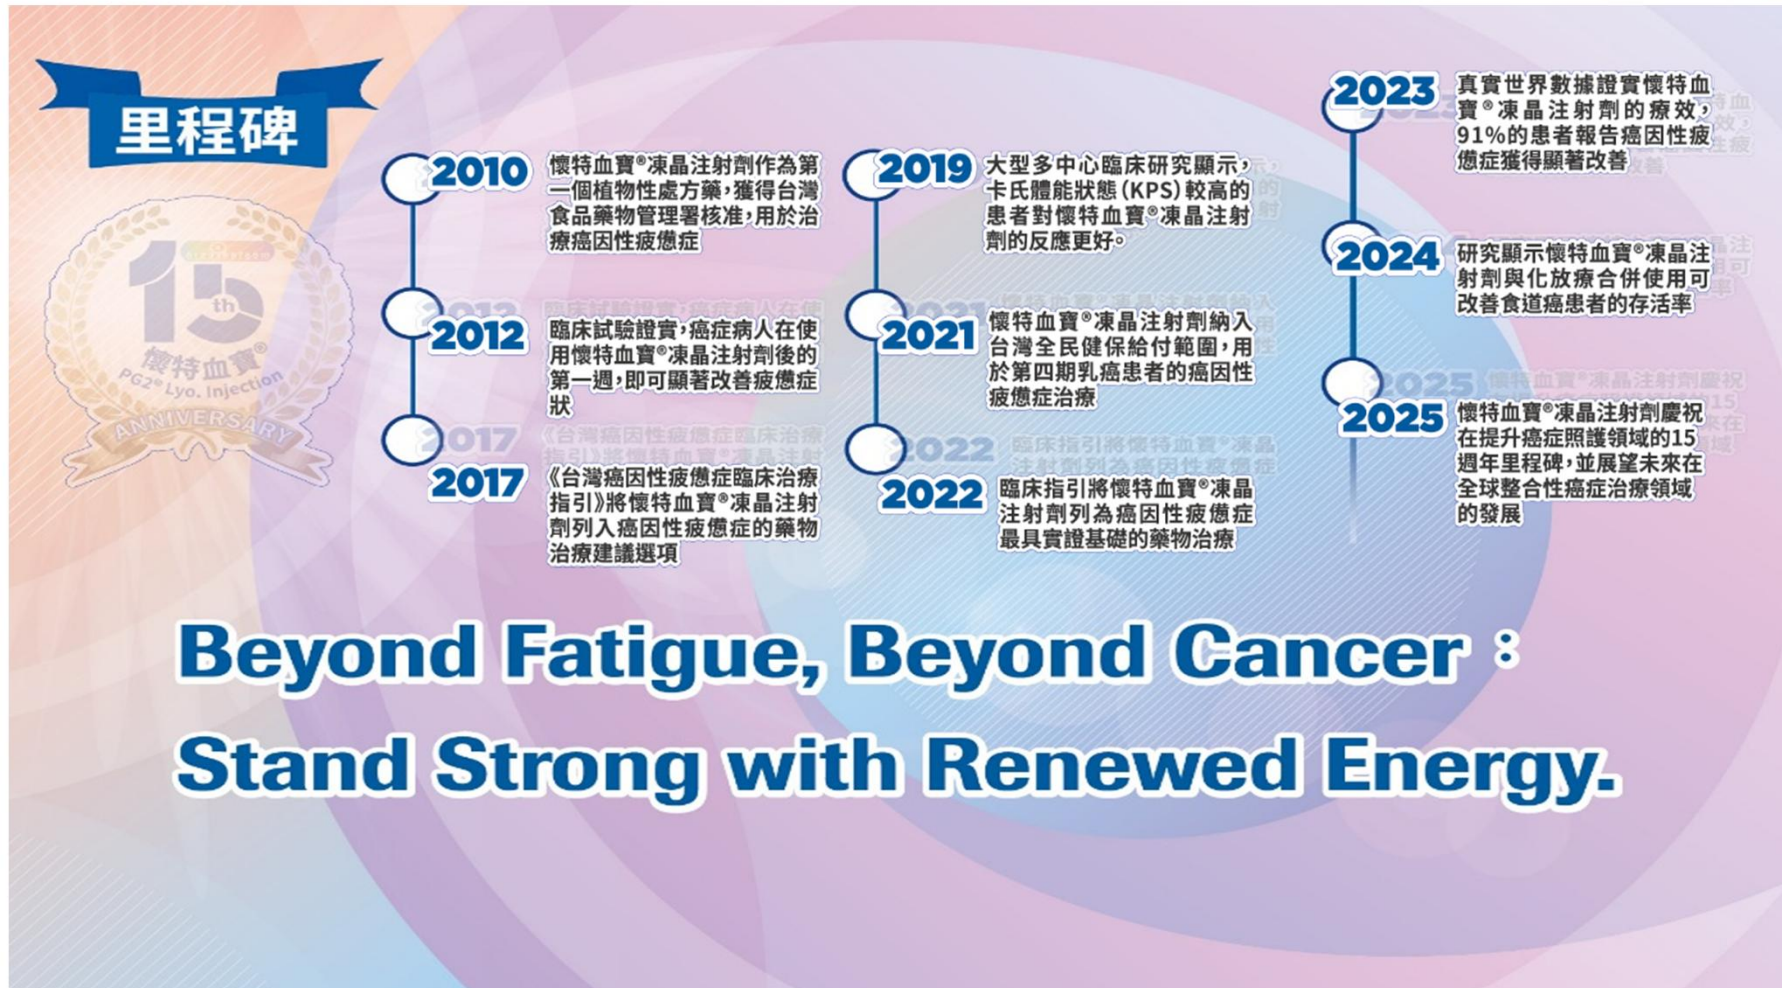 里程碑
15th
懷特血寶®
PG2® Lyo. Injection
ANNIVERSARY
2010
懷特血寶®凍晶注射劑作為第
一個植物性處方藥，獲得台灣
食品藥物管理署核准，用於治
療癌因性疲憊症
2012
臨床試驗證實，癌症病人在使
用懷特血寶®凍晶注射劑後的
第一週，即可顯著改善疲憊症
狀
2017
《台灣癌因性疲憊症臨床治療
指引》將懷特血寶®凍晶注射
劑列入癌因性疲憊症的藥物
治療建議選項
2019
大型多中心臨床研究顯示，
卡氏體能狀態（KPS）較高的
患者對懷特血寶®凍晶注射
劑的反應更好。
2021
懷特血寶®凍晶注射劑納入
台灣全民健保給付範圍，用
於第四期乳癌患者的癌因性
疲憊症治療
2022
臨床指引將懷特血寶®凍晶
注射劑列為癌因性疲憊症
最具實證基礎的藥物治療
2023
真實世界數據證實懷特血
寶®凍晶注射劑的療效，
91%的患者報告癌因性疲
憊症獲得顯著改善
2024
研究顯示懷特血寶®凍晶注
射劑與化放療合併使用可
改善食道癌患者的存活率
2025
懷特血寶®凍晶注射劑慶祝
在提升癌症照護領域的15
週年里程碑，並展望未來在
全球整合性癌症治療領域
的發展
Beyond Fatigue, Beyond Cancer：
Stand Strong with Renewed Energy.